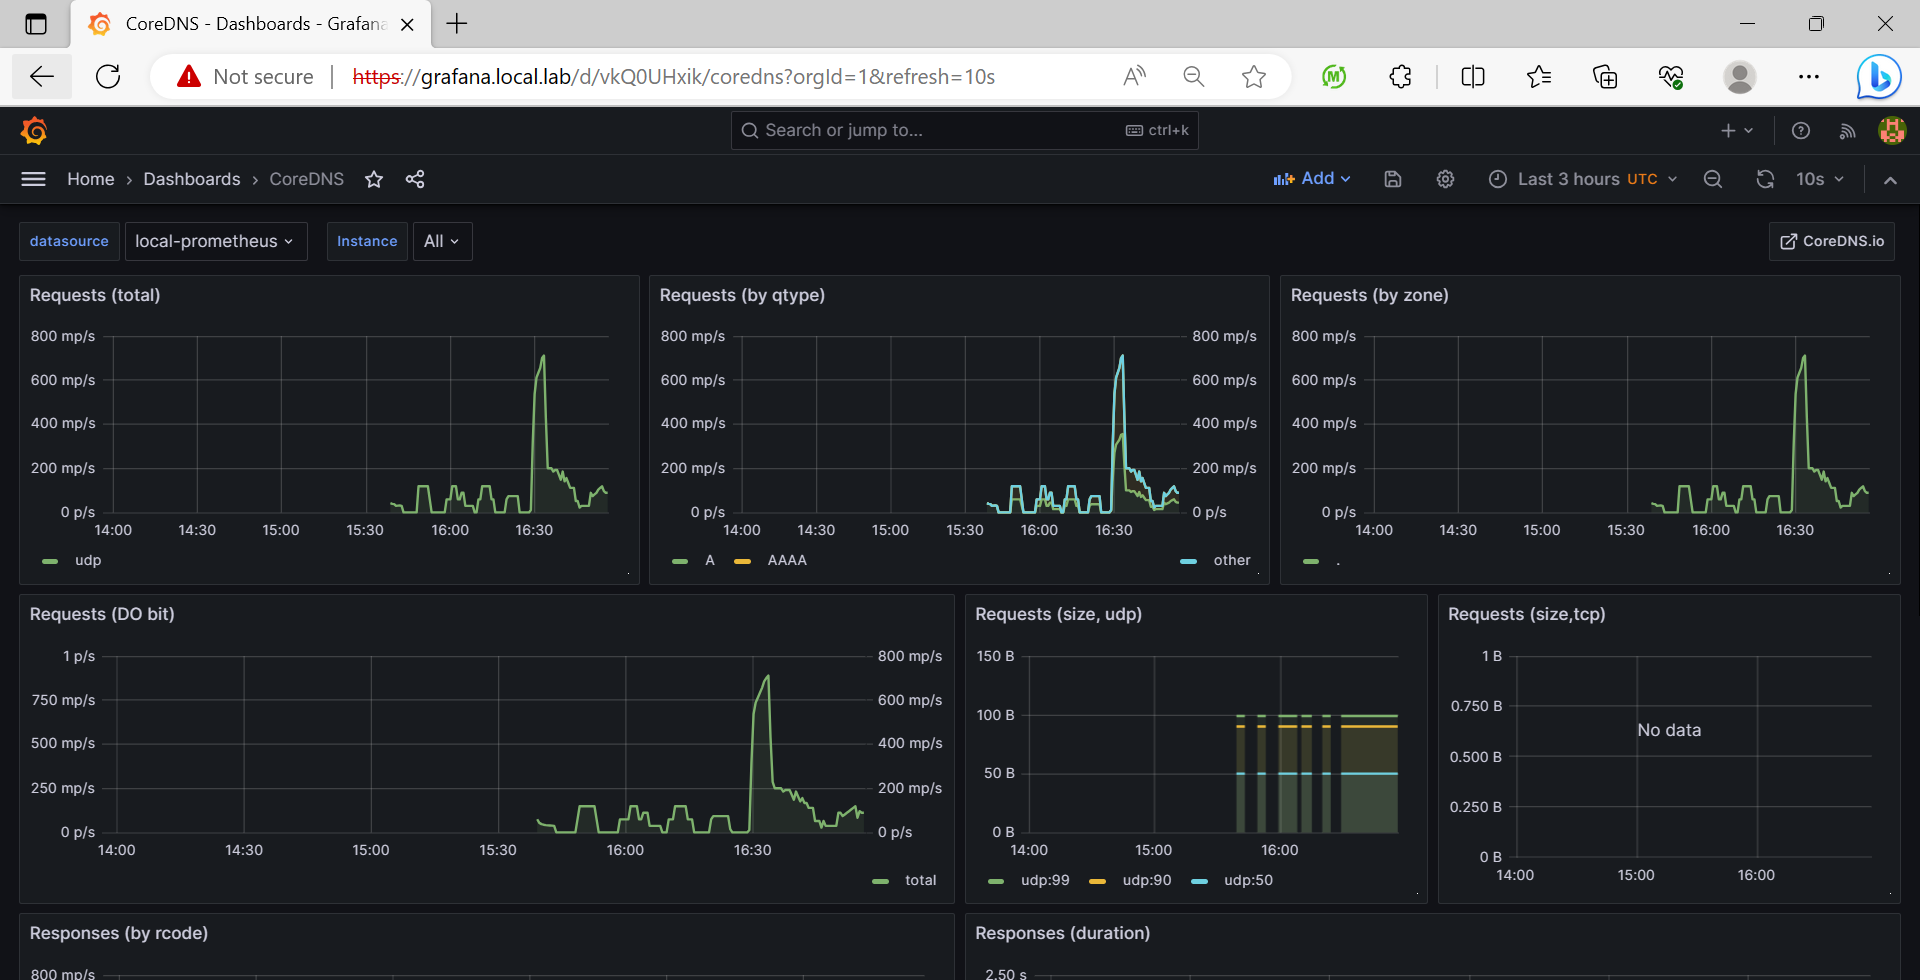 CoreDNS - Dashboards - Grafana
Not secure
https://grafana.local.lab/d/vkQ0UHxik/coredns?orgId=1&refresh=10s
Search or jump to...
ctrl+k
Home › Dashboards › CoreDNS
Add
Last 3 hours UTC
10s
datasource
local-prometheus
Instance
All
CoreDNS.io
Requests (total)
800 mp/s
600 mp/s
400 mp/s
200 mp/s
0 p/s
14:00 14:30 15:00 15:30 16:00 16:30
udp
Requests (by qtype)
800 mp/s 800 mp/s
600 mp/s 600 mp/s
400 mp/s 400 mp/s
200 mp/s 200 mp/s
0 p/s 0 p/s
14:00 14:30 15:00 15:30 16:00 16:30
A AAAA other
Requests (by zone)
800 mp/s
600 mp/s
400 mp/s
200 mp/s
0 p/s
14:00 14:30 15:00 15:30 16:00 16:30
.
Requests (DO bit)
1 p/s 800 mp/s
750 mp/s 600 mp/s
500 mp/s 400 mp/s
250 mp/s 200 mp/s
0 p/s 0 p/s
14:00 14:30 15:00 15:30 16:00 16:30
total
Requests (size, udp)
150 B
100 B
50 B
0 B
14:00 15:00 16:00
udp:99 udp:90 udp:50
Requests (size,tcp)
1 B
0.750 B
No data
0.500 B
0.250 B
0 B
14:00 15:00 16:00
Responses (by rcode)
800 mp/s
Responses (duration)
2.50 s